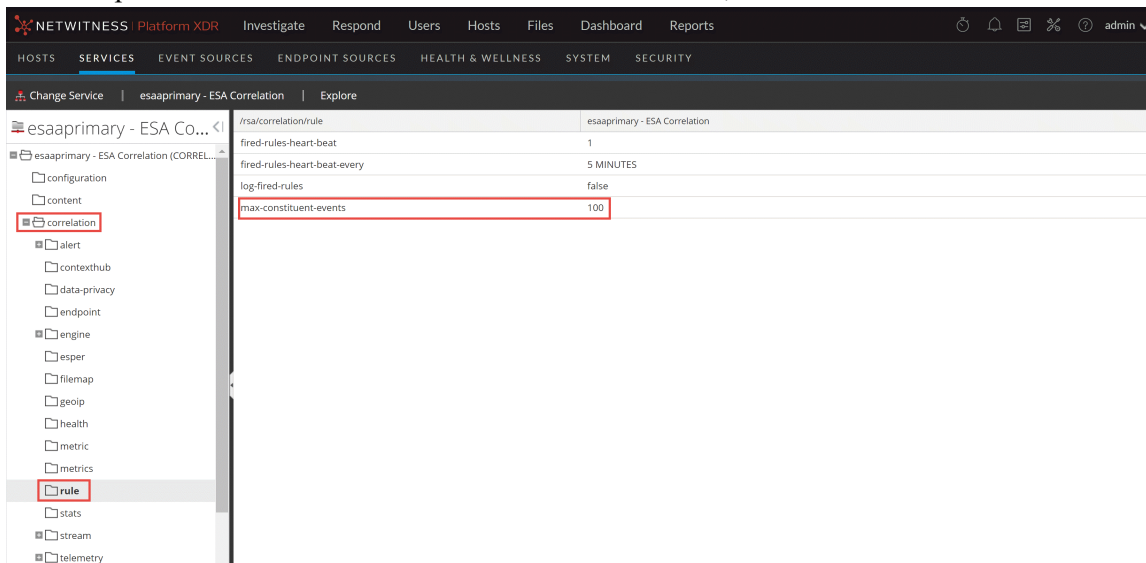 NETWITNESS Platform XDR Investigate Respond Users Hosts Files Dashboard Reports admin
HOSTS SERVICES EVENT SOURCES ENDPOINT SOURCES HEALTH & WELLNESS SYSTEM SECURITY
Change Service | esaaprimary - ESA Correlation | Explore
esaaprimary - ESA Co...
esaaprimary - ESA Correlation (CORREL...
configuration
content
correlation
alert
contexthub
data-privacy
endpoint
engine
esper
filemap
geoip
health
metric
metrics
rule
stats
stream
telemetry
/rsa/correlation/rule esaaprimary - ESA Correlation
fired-rules-heart-beat 1
fired-rules-heart-beat-every 5 MINUTES
log-fired-rules false
max-constituent-events 100